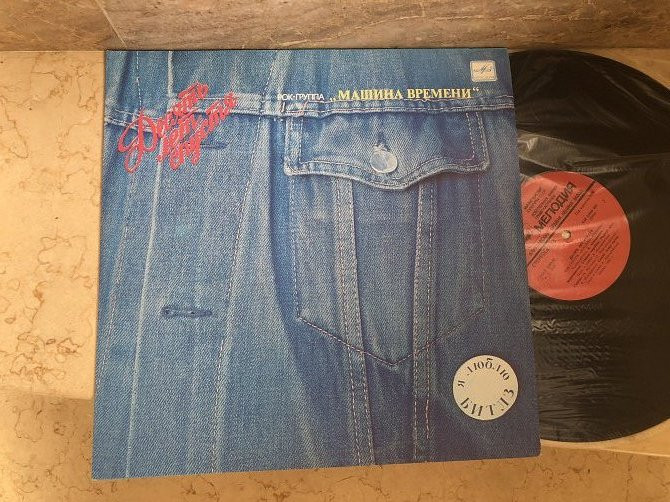 Десять
лет
спустя
РОК-ГРУППА „МАШИНА ВРЕМЕНИ"
Я ЛЮБЛЮ
БИТЛЗ
МЕЛОДИЯ